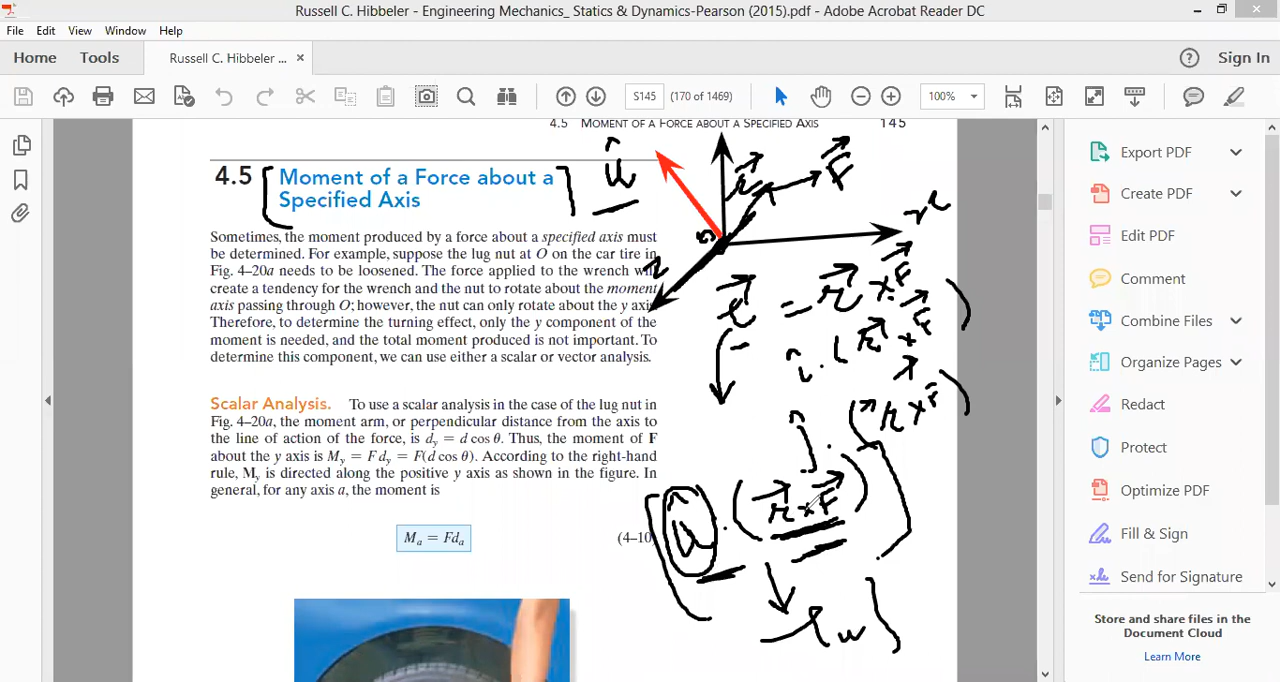 Russell C. Hibbeler - Engineering Mechanics_ Statics & Dynamics-Pearson (2015).pdf - Adobe Acrobat Reader DC
File Edit View Window Help
Home Tools Russell C. Hibbeler ... × Sign In
S145 (170 of 1469) 100%
4.5 MOMENT OF A FORCE ABOUT A SPECIFIED AXIS 145
4.5 Moment of a Force about a
Specified Axis
Sometimes, the moment produced by a force about a specified axis must
be determined. For example, suppose the lug nut at O on the car tire in
Fig. 4–20a needs to be loosened. The force applied to the wrench will
create a tendency for the wrench and the nut to rotate about the moment
axis passing through O; however, the nut can only rotate about the y axis.
Therefore, to determine the turning effect, only the y component of the
moment is needed, and the total moment produced is not important. To
determine this component, we can use either a scalar or vector analysis.
Scalar Analysis. To use a scalar analysis in the case of the lug nut in
Fig. 4–20a, the moment arm, or perpendicular distance from the axis to
the line of action of the force, is dy = d cos θ. Thus, the moment of F
about the y axis is My = F dy = F(d cos θ). According to the right-hand
rule, My is directed along the positive y axis as shown in the figure. In
general, for any axis a, the moment is
Ma = Fda (4–10
û
r⃗ F⃗
x
z
= r⃗ × F⃗
î · (r⃗ × F⃗)
ĵ · (r⃗ × F⃗)
û · (r⃗ × F⃗)
Export PDF
Create PDF
Edit PDF
Comment
Combine Files
Organize Pages
Redact
Protect
Optimize PDF
Fill & Sign
Send for Signature
Store and share files in the
Document Cloud
Learn More